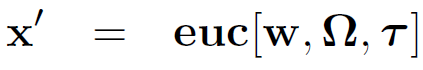 x′ = euc[w, Ω, τ]